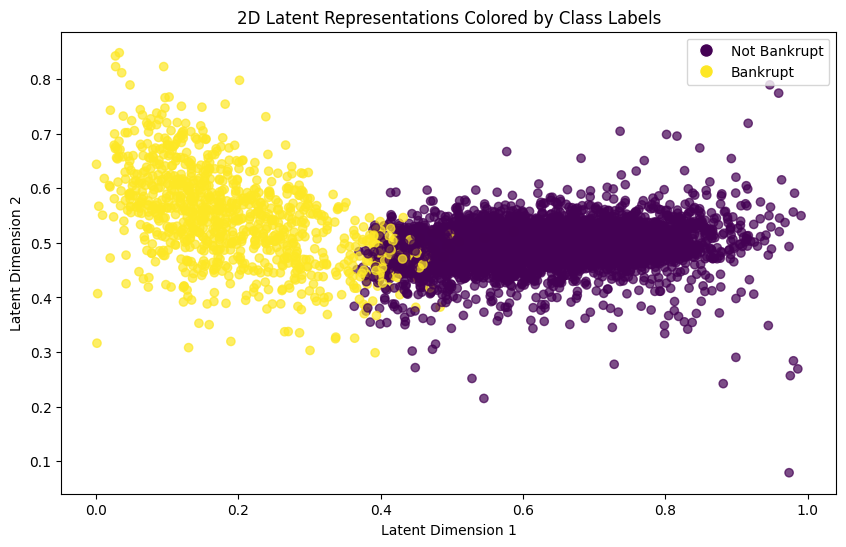 2D Latent Representations Colored by Class Labels
Not Bankrupt
Bankrupt
Latent Dimension 2
0.8
0.7
0.6
0.5
0.4
0.3
0.2
0.1
0.0
0.2
0.4
0.6
0.8
1.0
Latent Dimension 1